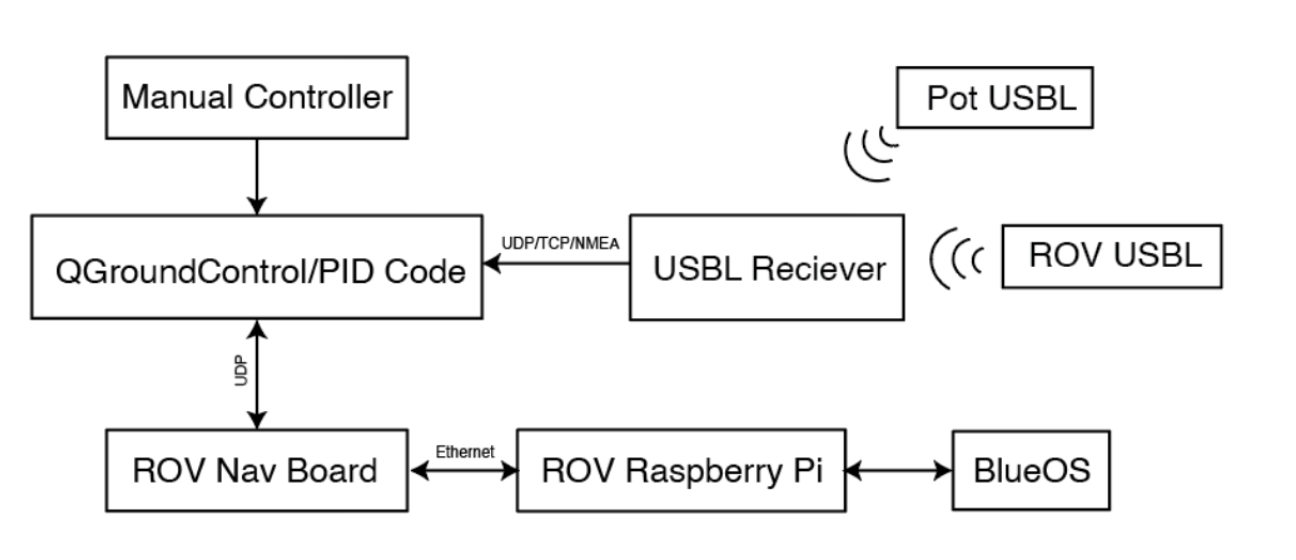 Manual Controller
Pot USBL
QGroundControl/PID Code
UDP/TCP/NMEA
USBL Reciever
ROV USBL
UDP
ROV Nav Board
Ethernet
ROV Raspberry Pi
BlueOS